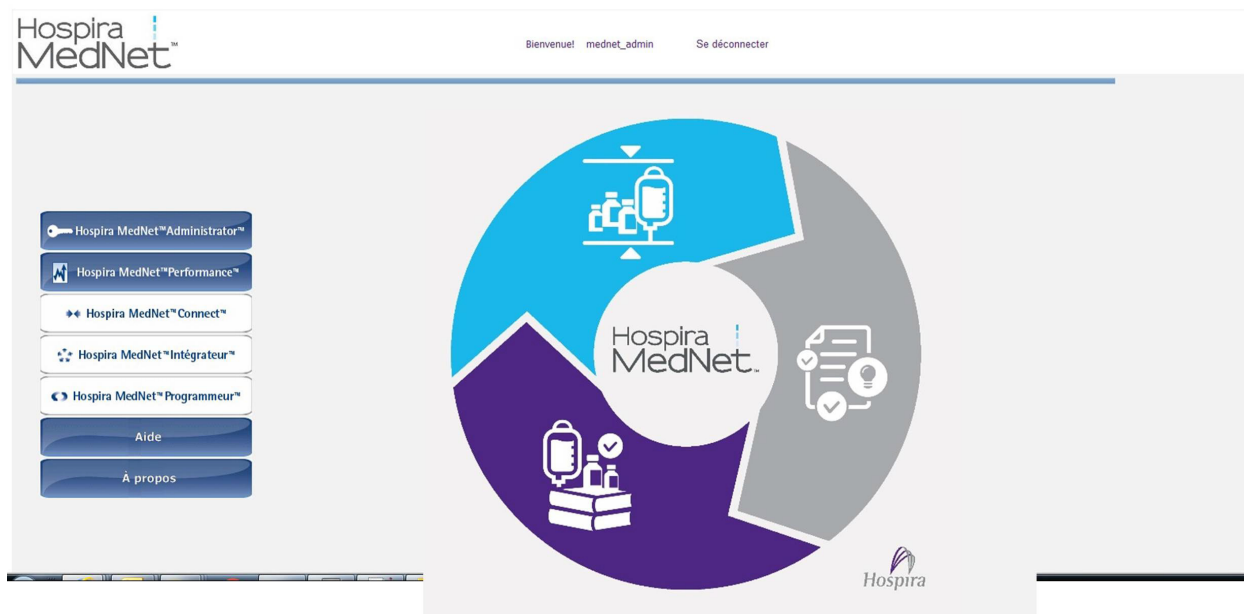 Hospira
MedNet™
Bienvenue! mednet_admin Se déconnecter
Hospira MedNet™Administrator™
Hospira MedNet™Performance™
Hospira MedNet™Connect™
Hospira MedNet™Intégrateur™
Hospira MedNet™Programmeur™
Aide
À propos
Hospira
MedNet™
Hospira